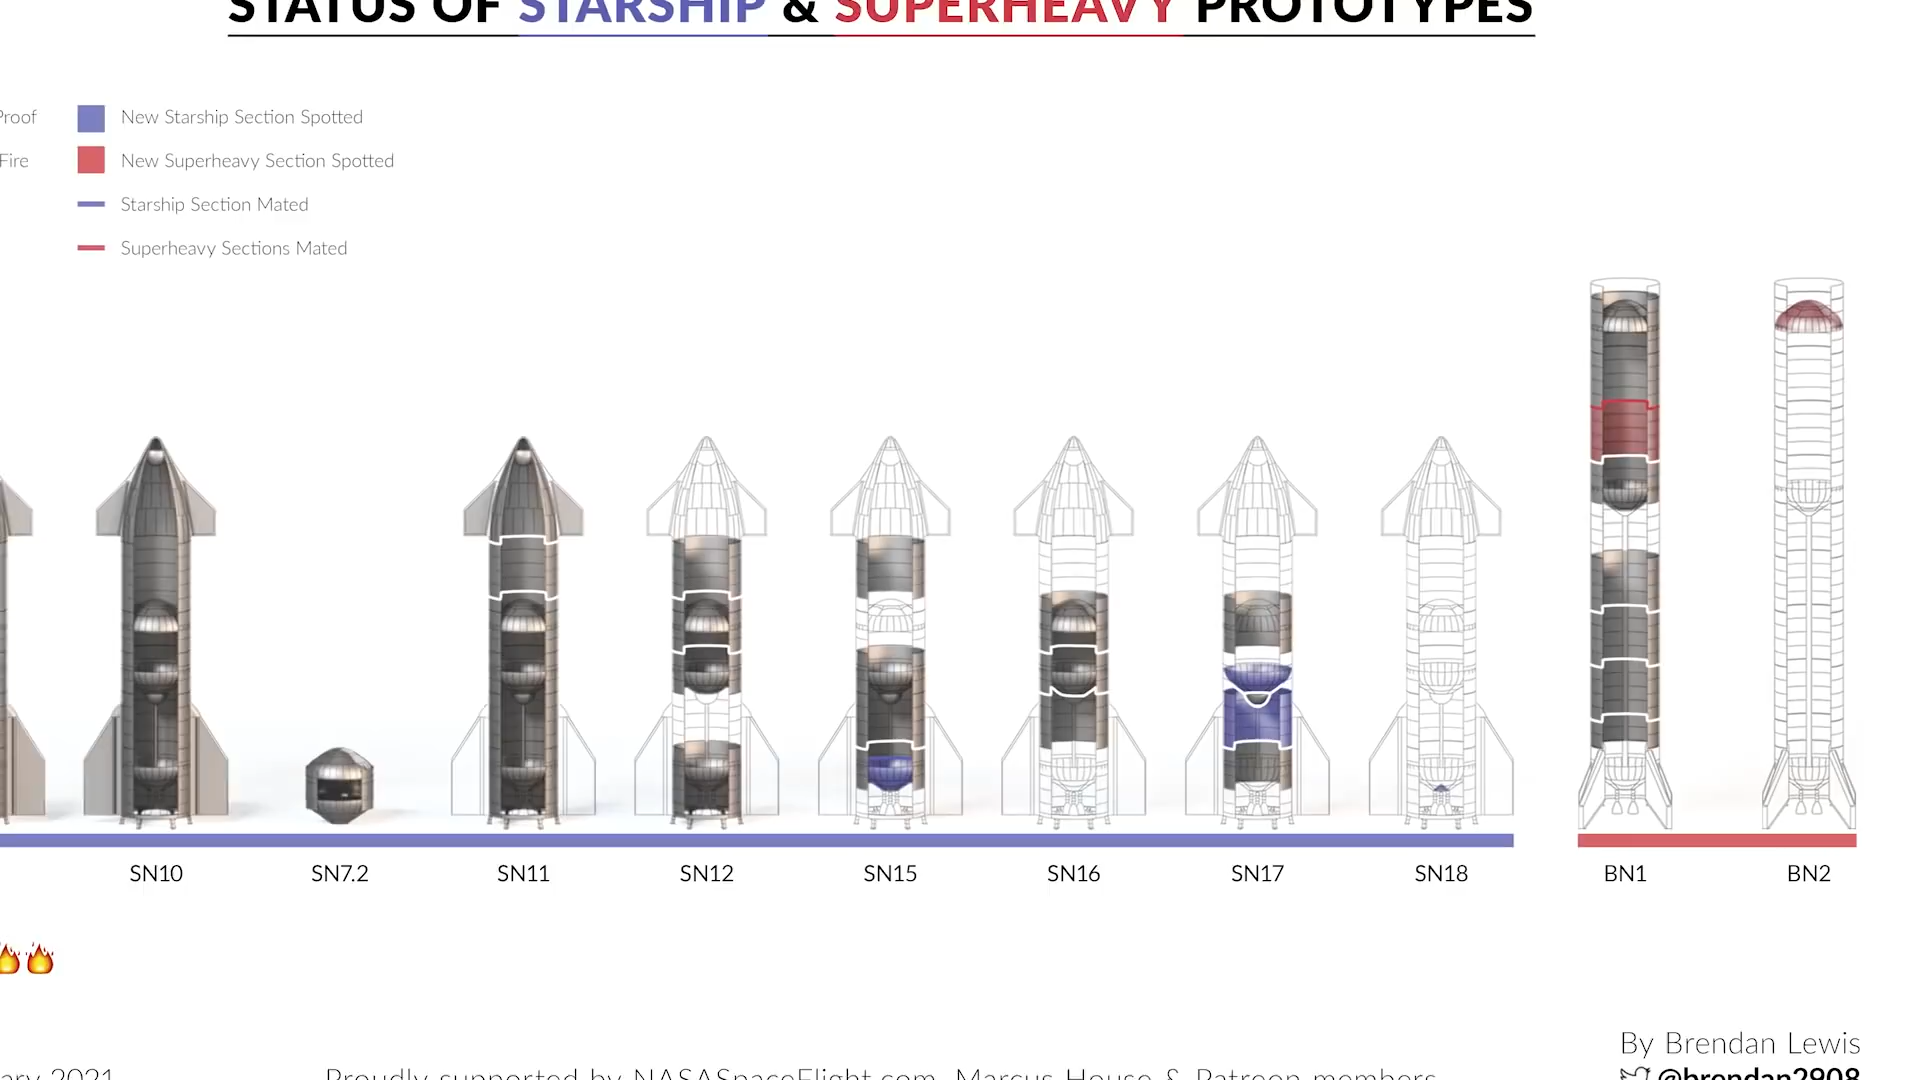 STATUS OF STARSHIP & SUPERHEAVY PROTOTYPES
Proof
Fire
New Starship Section Spotted
New Superheavy Section Spotted
Starship Section Mated
Superheavy Sections Mated
SN10 SN7.2 SN11 SN12 SN15 SN16 SN17 SN18 BN1 BN2
By Brendan Lewis
@brendan2908
ary 2021
Proudly supported by NASASpaceFlight.com, Marcus House & Patreon members